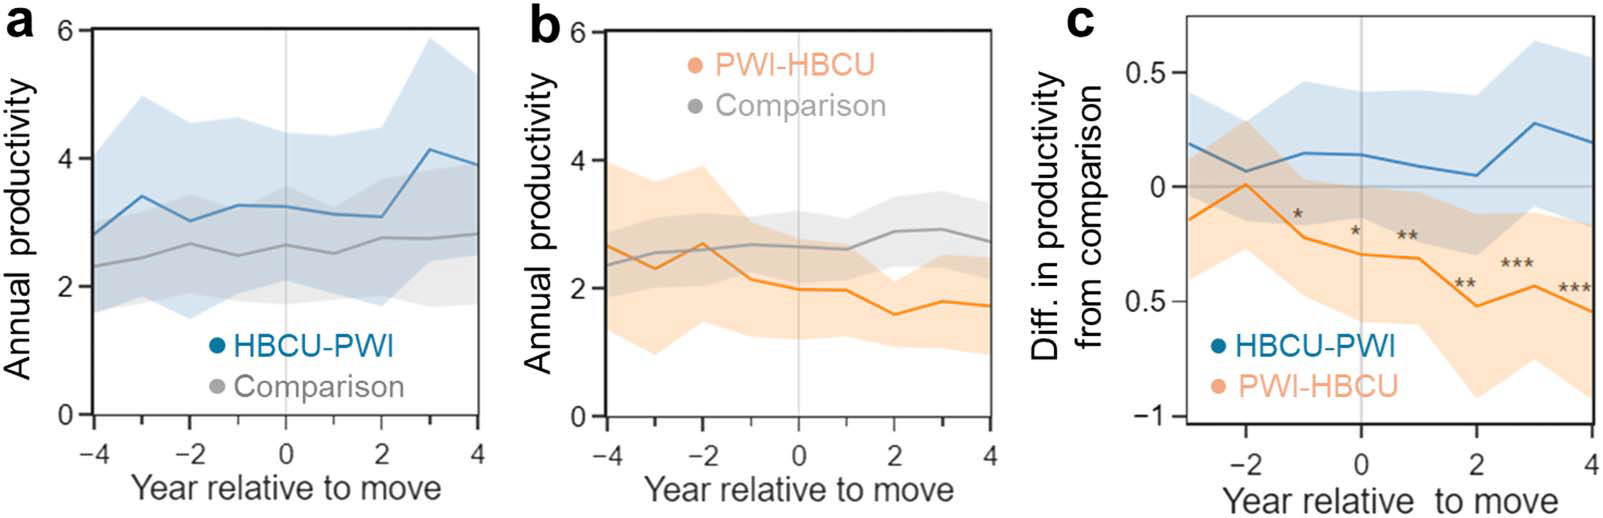 a
6
4
2
0
Annual productivity
HBCU-PWI
Comparison
−4 −2 0 2 4
Year relative to move
b
6
4
2
0
Annual productivity
PWI-HBCU
Comparison
−4 −2 0 2 4
Year relative to move
c
0.5
0
0.5
−1
Diff. in productivity
from comparison
*
*
**
**
***
***
HBCU-PWI
PWI-HBCU
−2 0 2 4
Year relative to move